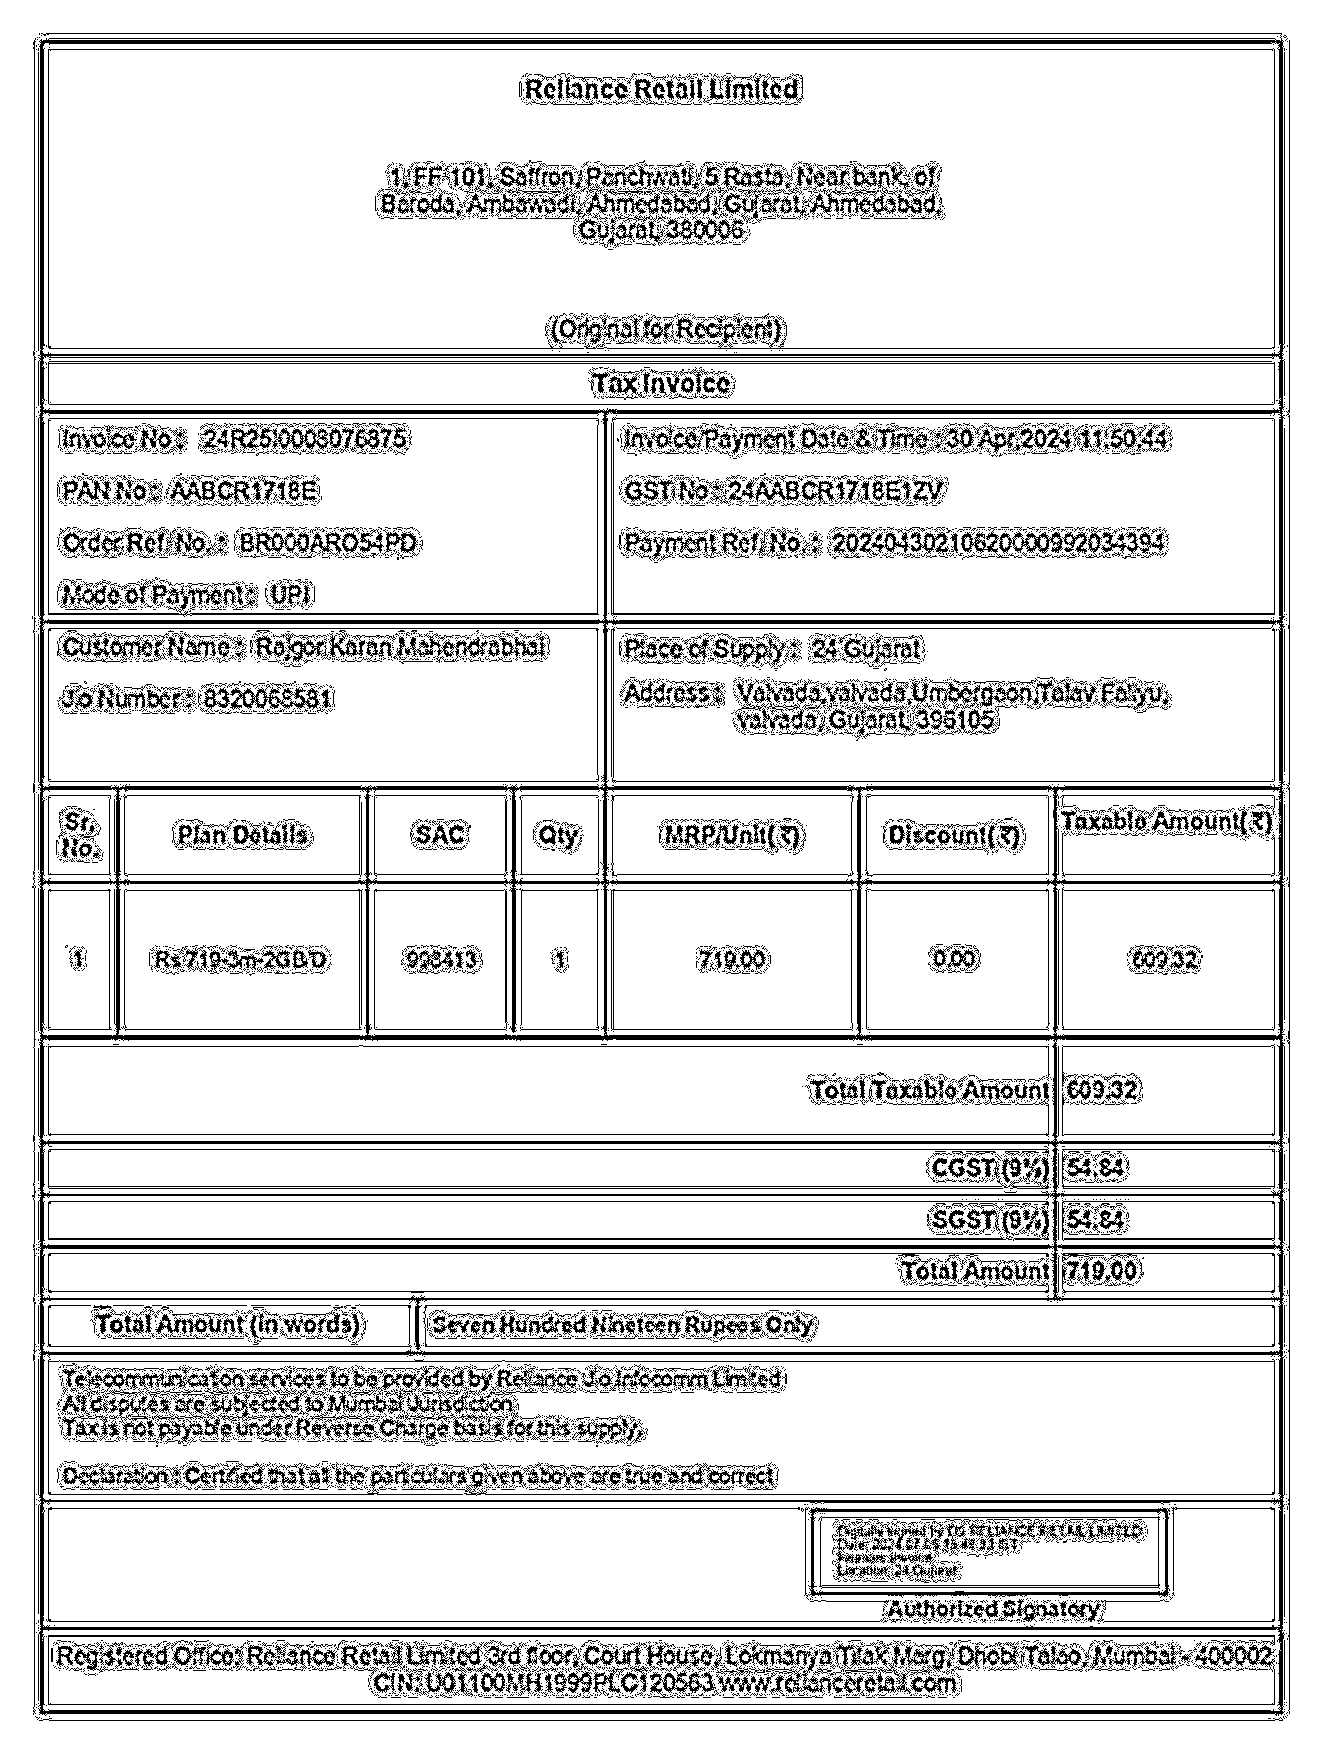 Reliance Retail Limited
1, FF 101, Saffron, Panchwati, 5 Rasta, Near bank of
Baroda, Ambawadi, Ahmedabad, Gujarat, Ahmedabad,
Gujarat, 380006
(Original for Recipient)
Tax Invoice
Invoice No : 24R25I0008076875
Invoice/Payment Date & Time : 30 Apr,2024 11:50:44
PAN No : AABCR1718E
GST No : 24AABCR1718E1ZV
Order Ref. No. : BR000ARO54PD
Payment Ref. No. : 20240430210620000992034394
Mode of Payment : UPI
Customer Name : Rajgor Karan Mahendrabhai
Place of Supply : 24 Gujarat
Jio Number : 8320068581
Address : Valvada,valvada,Umbergaon,Talav Faliyu,
valvada, Gujarat, 396105
Sr. No. Plan Details SAC Qty MRP/Unit(₹) Discount(₹) Taxable Amount(₹)
1 Rs 719-3m-2GB/D 998413 1 719.00 0.00 609.32
Total Taxable Amount 609.32
CGST (9%) 54.84
SGST (9%) 54.84
Total Amount 719.00
Total Amount (in words) Seven Hundred Nineteen Rupees Only
Telecommunication services to be provided by Reliance Jio Infocomm Limited
All disputes are subjected to Mumbai Jurisdiction
Tax is not payable under Reverse Charge basis for this supply.
Declaration : Certified that all the particulars given above are true and correct
Digitally signed by DS RELIANCE RETAIL LIMITED
Reason: Invoice
Location: 24 Gujarat
Authorized Signatory
Registered Office: Reliance Retail Limited 3rd floor, Court House, Lokmanya Tilak Marg, Dhobi Talao, Mumbai - 400002
CIN: U01100MH1999PLC120563 www.relianceretail.com